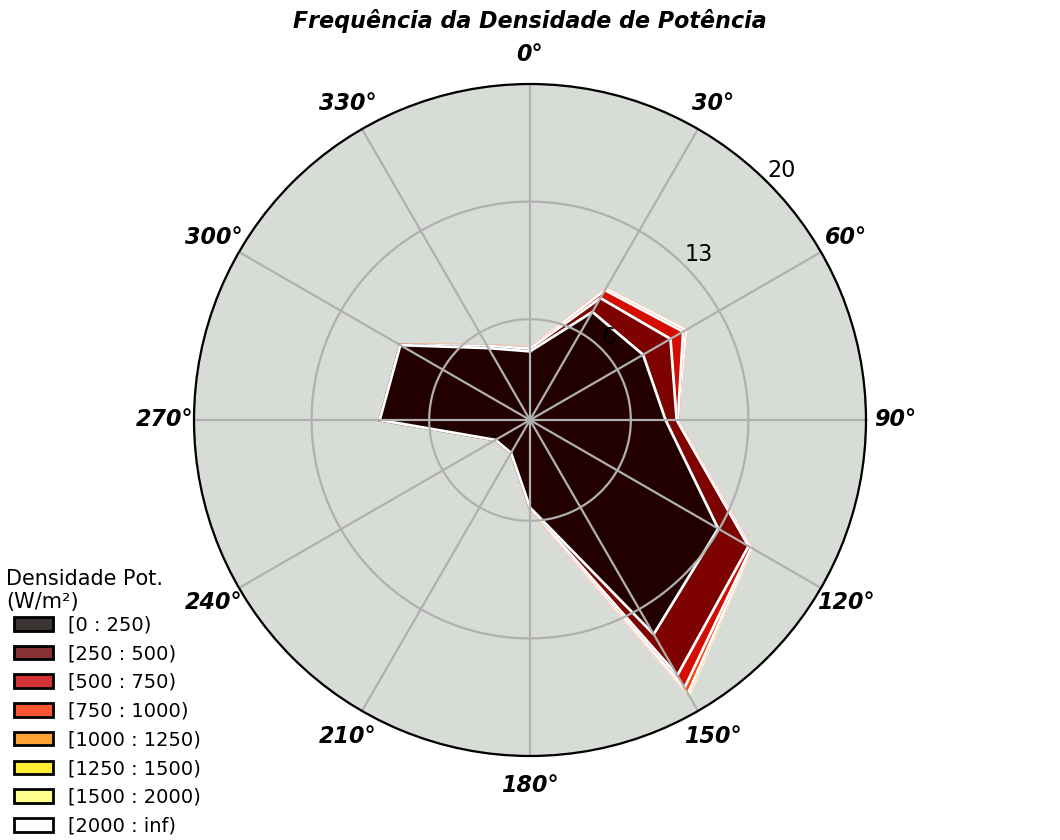 Frequência da Densidade de Potência
0°
330°
30°
20
300°
60°
13
6
270°
90°
Densidade Pot.
(W/m²)
240°
120°
[0 : 250)
[250 : 500)
[500 : 750)
[750 : 1000)
[1000 : 1250)
[1250 : 1500)
[1500 : 2000)
[2000 : inf)
210°
150°
180°